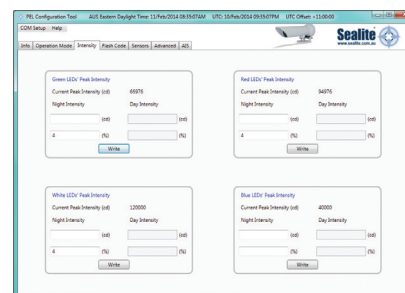 PEL Configuration Tool AUS Eastern Daylight Time: 11/Feb/2014 08:35:07AM UTC: 10/Feb/2014 09:35:07PM UTC Offset: +11:00:00
COM Setup Help
Sealite
www.sealite.com.au
Info Operation Mode Intensity Flash Code Sensors Advanced AIS
Green LEDs' Peak Intensity
Current Peak Intensity (cd) 66976
Night Intensity Day Intensity
(cd) (cd)
4 (%) (%)
Write
Red LEDs' Peak Intensity
Current Peak Intensity (cd) 94976
Night Intensity Day Intensity
(cd) (cd)
4 (%) (%)
Write
White LEDs' Peak Intensity
Current Peak Intensity (cd) 120000
Night Intensity Day Intensity
(cd) (cd)
4 (%) (%)
Write
Blue LEDs' Peak Intensity
Current Peak Intensity (cd) 40000
Night Intensity Day Intensity
(cd) (cd)
4 (%) (%)
Write